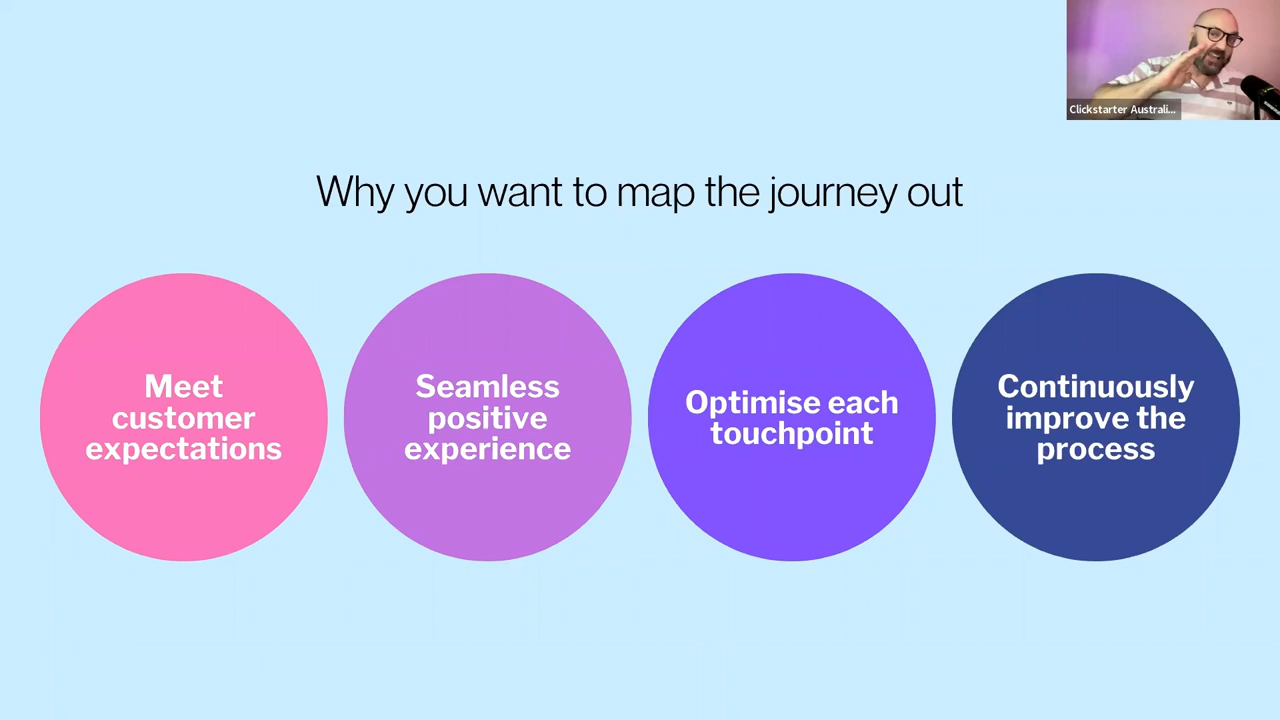 Clickstarter Australi...
Why you want to map the journey out
Meet
customer
expectations
Seamless
positive
experience
Optimise each
touchpoint
Continuously
improve the
process